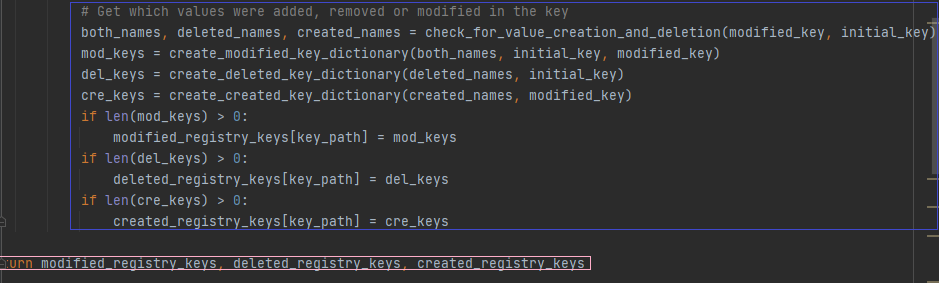 # Get which values were added, removed or modified in the key
both_names, deleted_names, created_names = check_for_value_creation_and_deletion(modified_key, initial_key)
mod_keys = create_modified_key_dictionary(both_names, initial_key, modified_key)
del_keys = create_deleted_key_dictionary(deleted_names, initial_key)
cre_keys = create_created_key_dictionary(created_names, modified_key)
if len(mod_keys) > 0:
modified_registry_keys[key_path] = mod_keys
if len(del_keys) > 0:
deleted_registry_keys[key_path] = del_keys
if len(cre_keys) > 0:
created_registry_keys[key_path] = cre_keys
urn modified_registry_keys, deleted_registry_keys, created_registry_keys